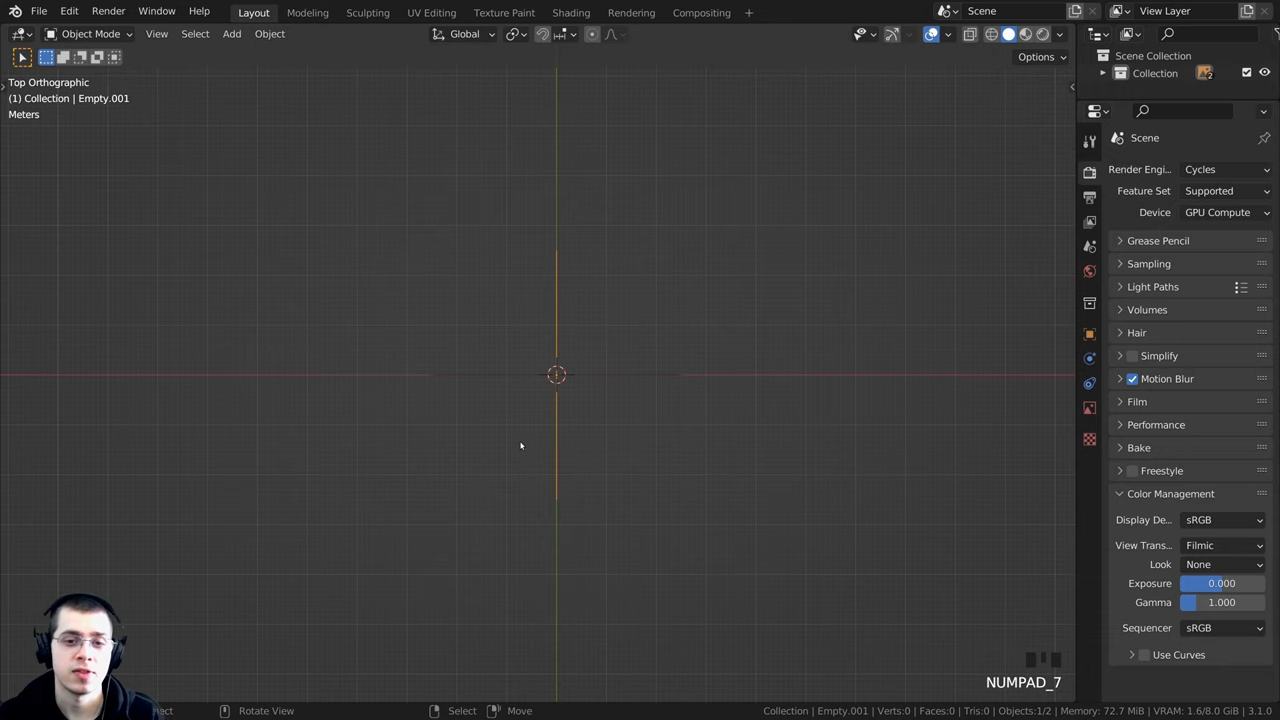 File Edit Render Window Help Layout Modeling Sculpting UV Editing Texture Paint Shading Rendering Compositing + Scene View Layer
Object Mode View Select Add Object Global
Options
Top Orthographic
(1) Collection | Empty.001
Meters
Scene Collection
Collection 2
Scene
Render Engi... Cycles
Feature Set Supported
Device GPU Compute
Grease Pencil
Sampling
Light Paths
Volumes
Hair
Simplify
Motion Blur
Film
Performance
Bake
Freestyle
Color Management
Display De... sRGB
View Trans... Filmic
Look None
Exposure 0.000
Gamma 1.000
Sequencer sRGB
Use Curves
NUMPAD_7
ect Rotate View Select Move Collection | Empty.001 | Verts:0 | Faces:0 | Tris:0 | Objects:1/2 | Memory: 72.7 MiB | VRAM: 1.6/8.0 GiB | 3.1.0